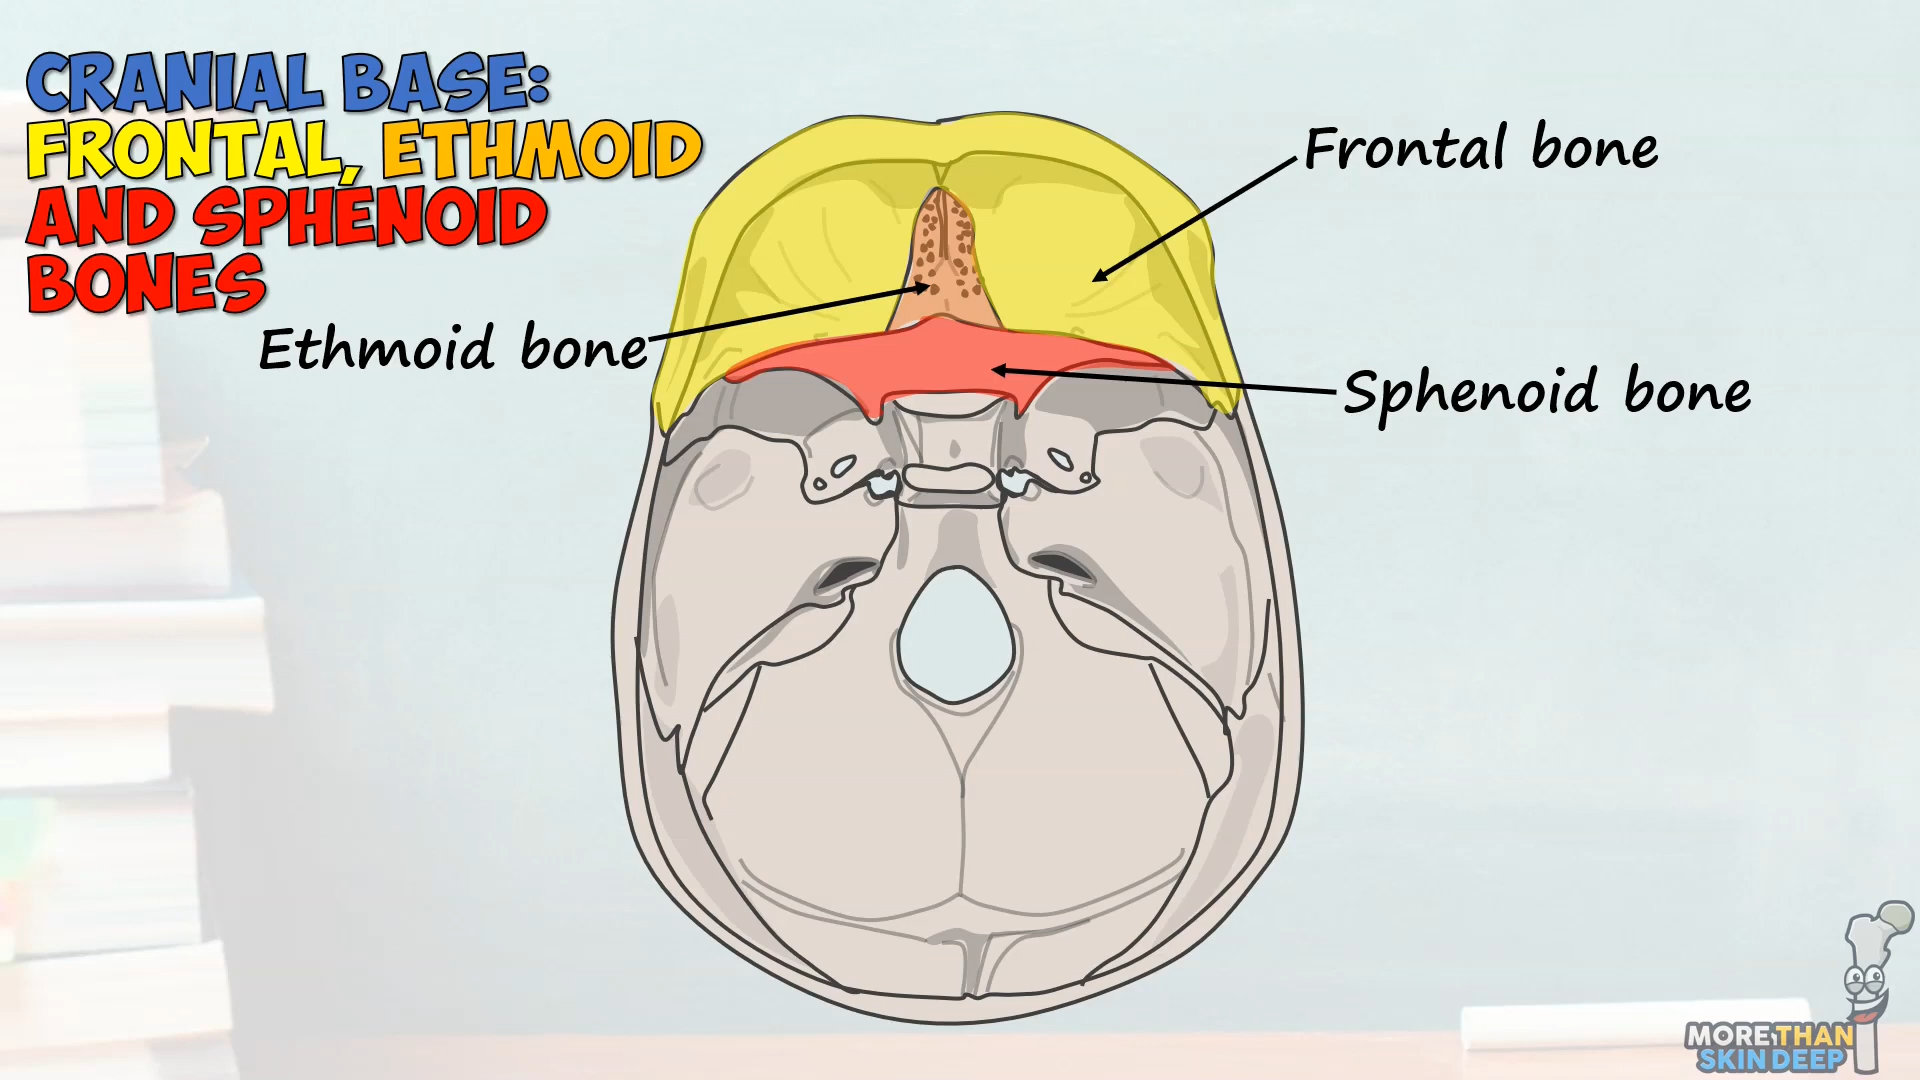 CRANIAL BASE:
FRONTAL, ETHMOID
AND SPHENOID
BONES
Frontal bone
Ethmoid bone
Sphenoid bone
MORE THAN
SKIN DEEP